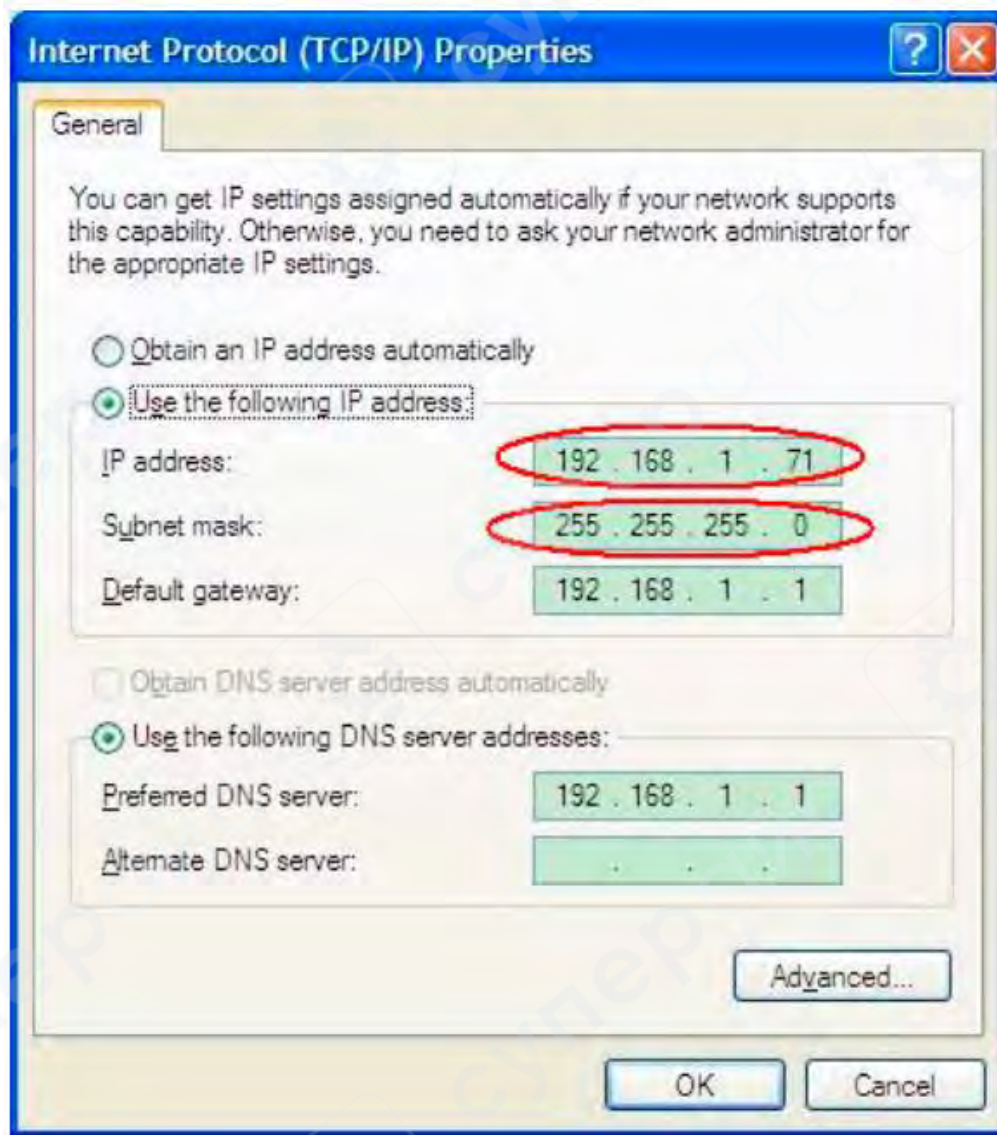 Internet Protocol (TCP/IP) Properties
General
You can get IP settings assigned automatically if your network supports
this capability. Otherwise, you need to ask your network administrator for
the appropriate IP settings.
Obtain an IP address automatically
Use the following IP address:
IP address: 192 . 168 . 1 . 71
Subnet mask: 255 . 255 . 255 . 0
Default gateway: 192 . 168 . 1 . 1
Obtain DNS server address automatically
Use the following DNS server addresses:
Preferred DNS server: 192 . 168 . 1 . 1
Alternate DNS server: . . .
Advanced...
OK Cancel